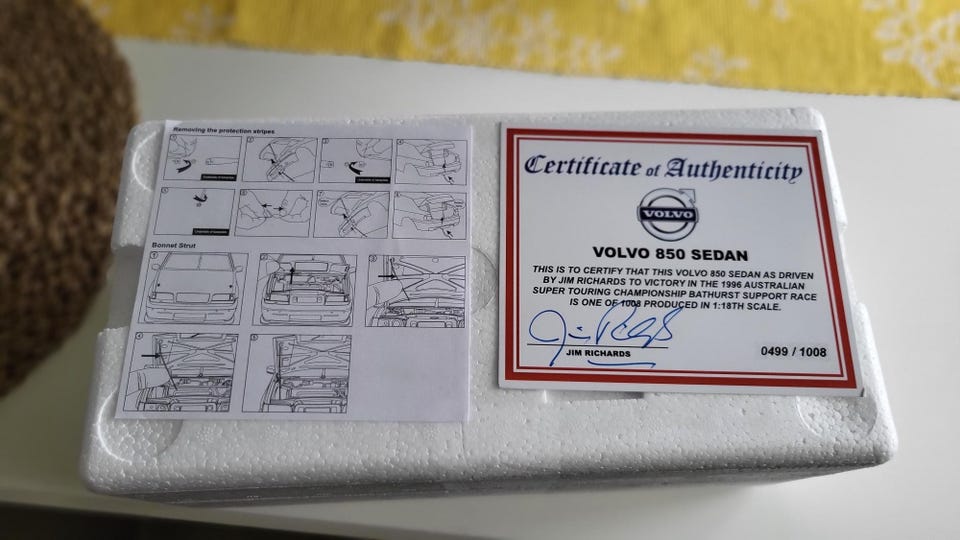 Removing the protection stripes
Bonnet Strut
Certificate of Authenticity
VOLVO
VOLVO 850 SEDAN
THIS IS TO CERTIFY THAT THIS VOLVO 850 SEDAN AS DRIVEN
BY JIM RICHARDS TO VICTORY IN THE 1996 AUSTRALIAN
SUPER TOURING CHAMPIONSHIP BATHURST SUPPORT RACE
IS ONE OF 1008 PRODUCED IN 1:18TH SCALE.
JIM RICHARDS
0499 / 1008